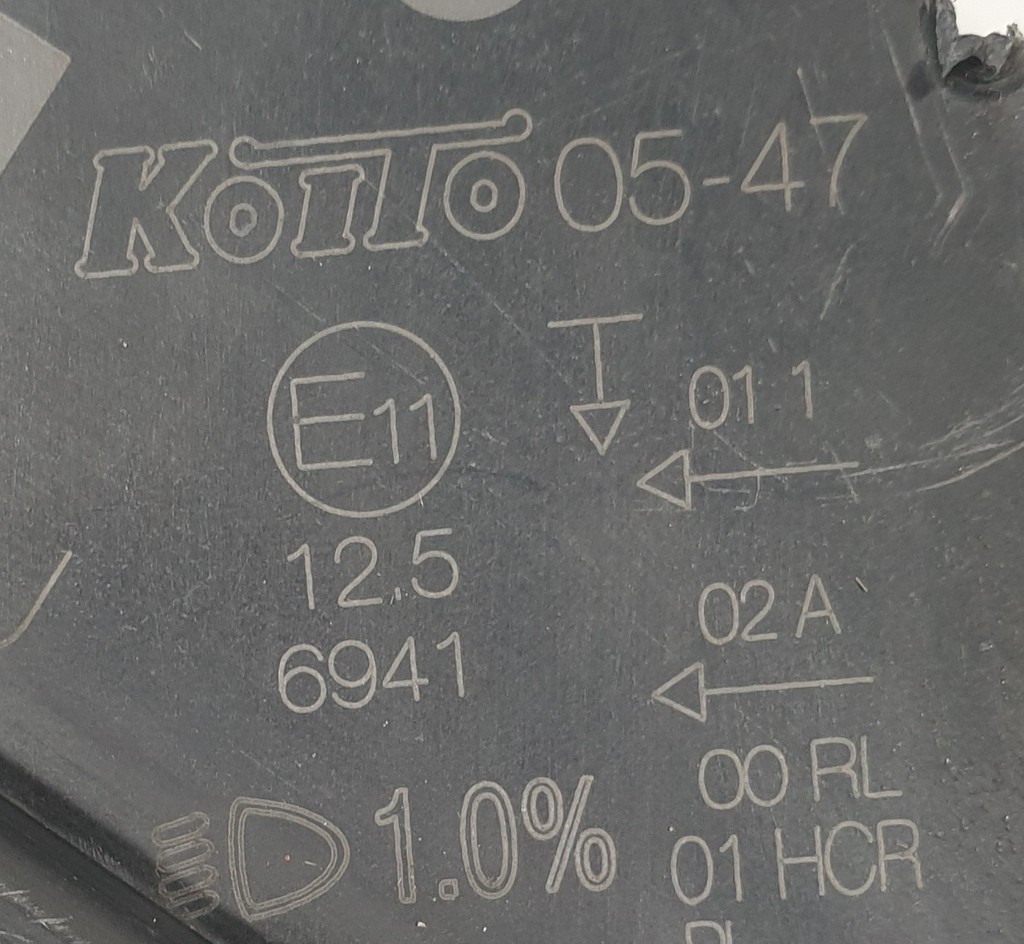 KOITO 05-47
E11
01 1
12.5
02 A
6941
00 RL
1.0%
01 HCR